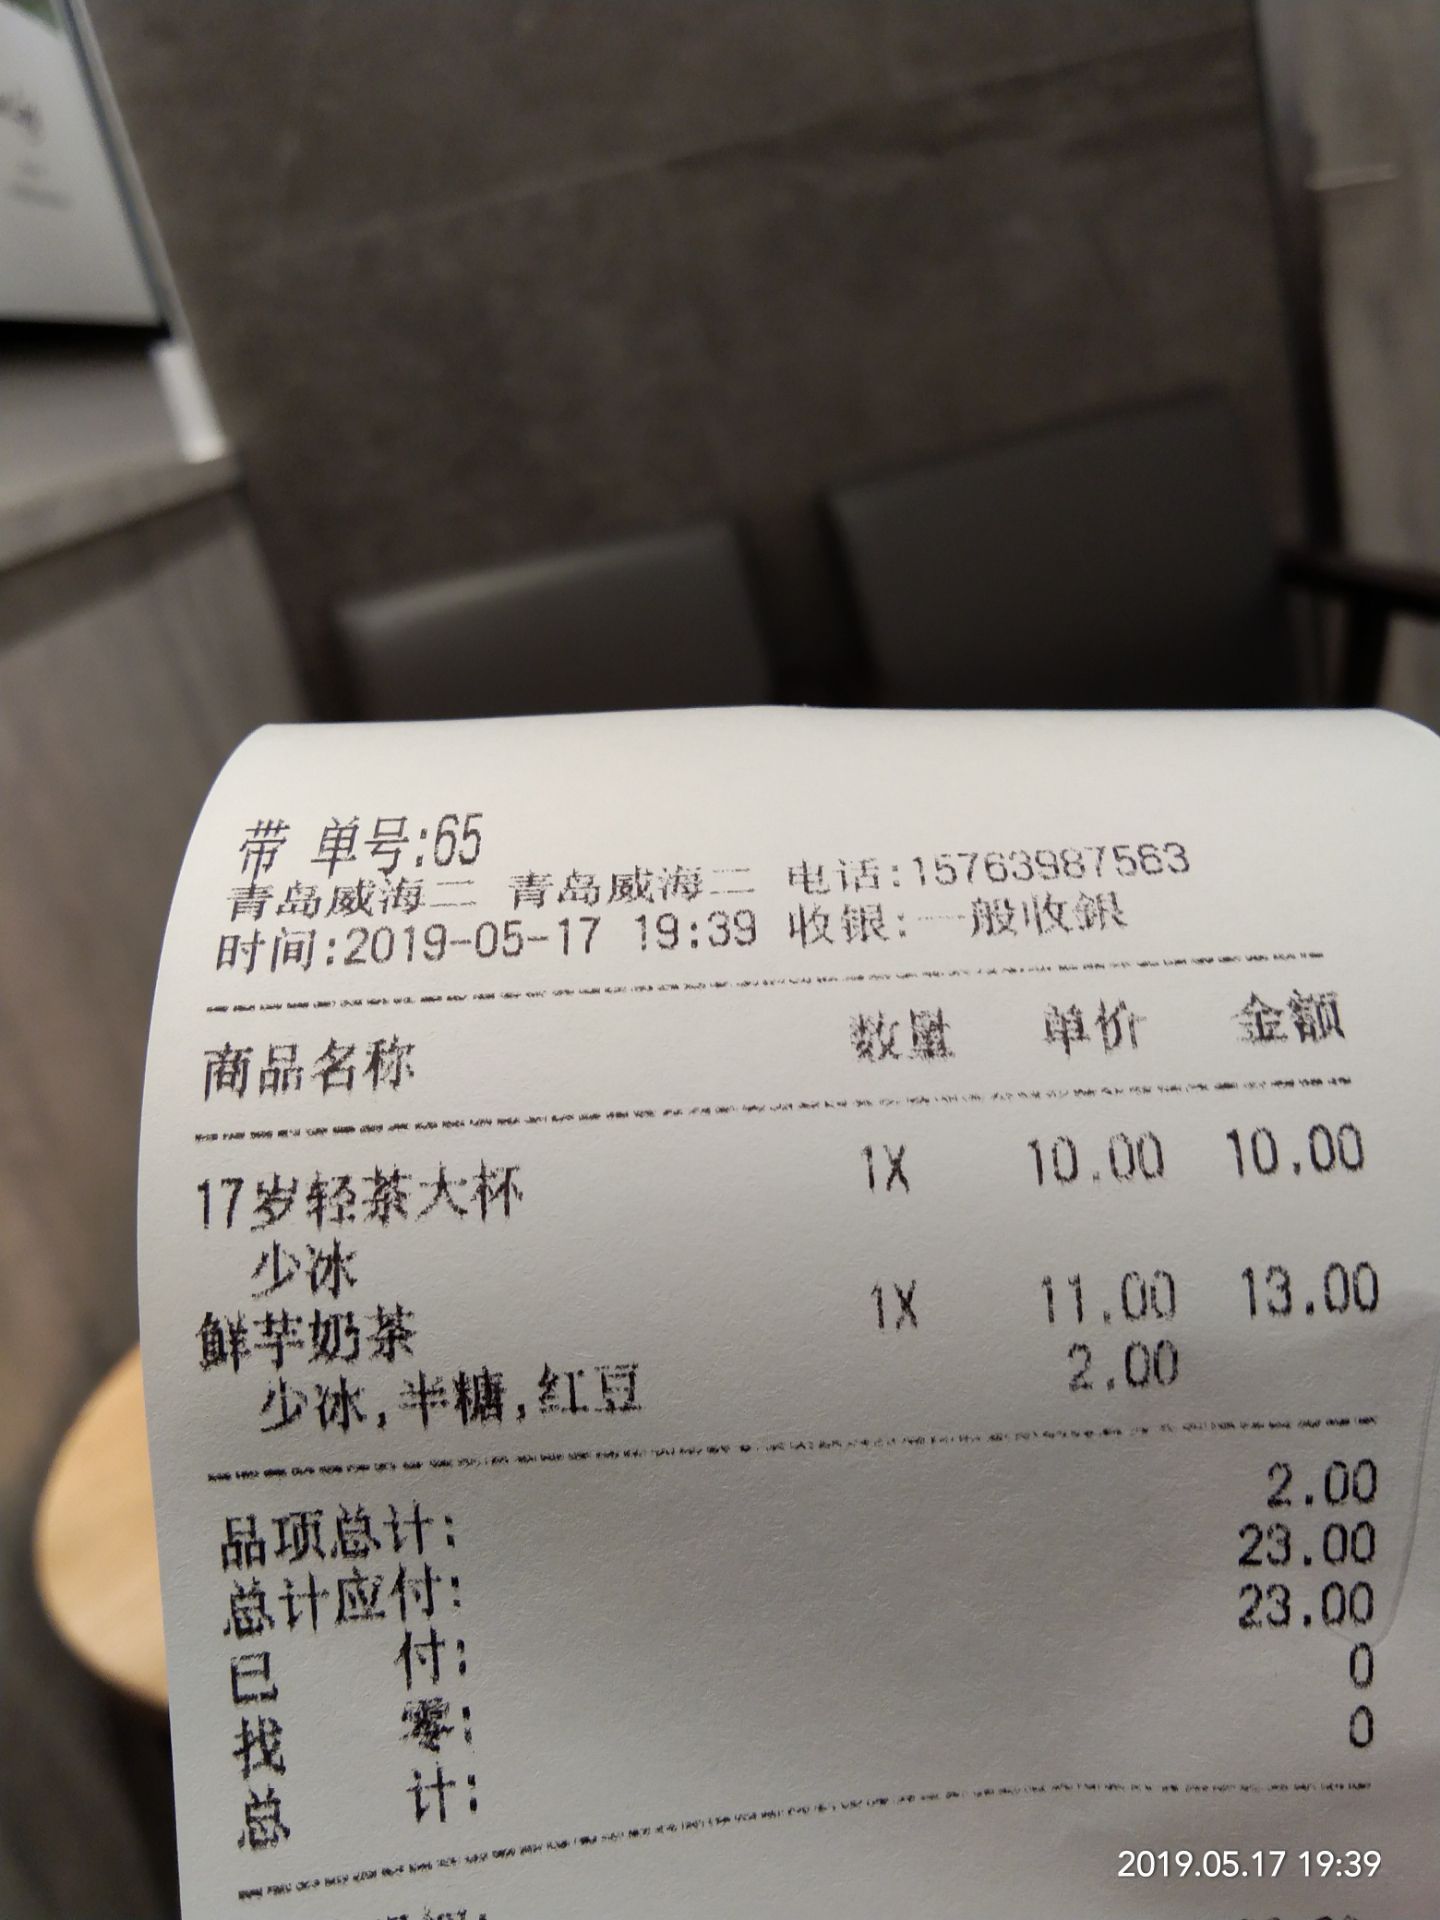 带 单号:65
青岛威海二 青岛威海二 电话:15763987563
时间:2019-05-17 19:39 收银:一般收銀
商品名称 数量 单价 金额
17岁轻茶大杯 1X 10.00 10.00
少冰
鲜芋奶茶 1X 11.00 13.00
少冰,半糖,红豆 2.00
品项总计: 2.00
总计应付: 23.00
已 付: 23.00
找 零: 0
总 计: 0
2019.05.17 19:39